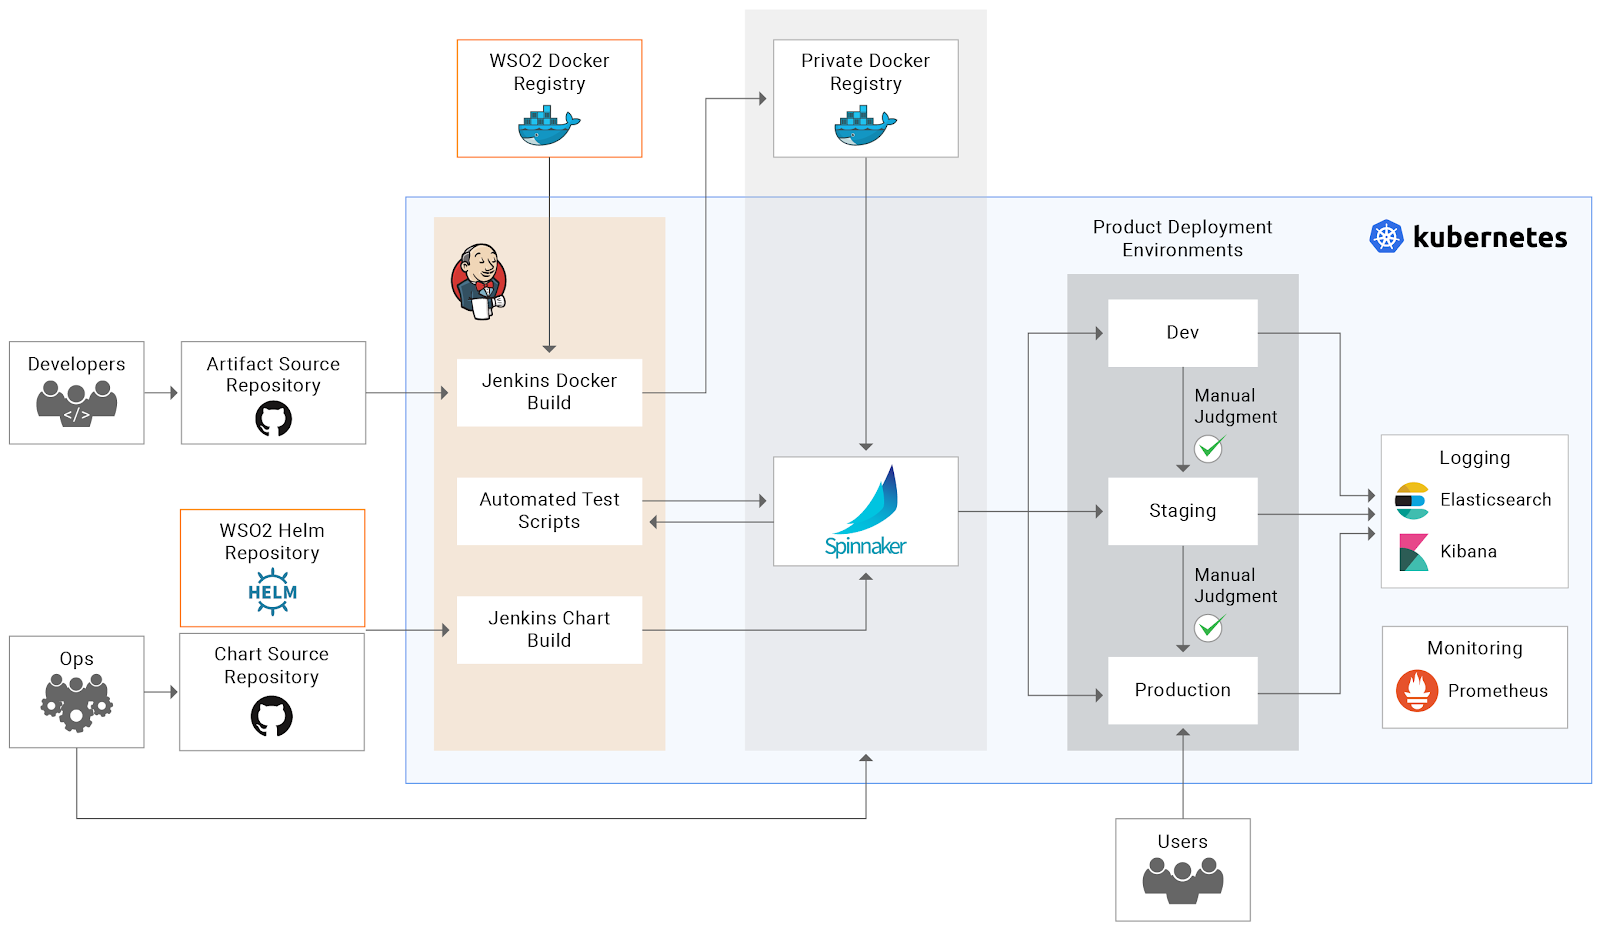 WSO2 Docker
Registry
Private Docker
Registry
Product Deployment
Environments
kubernetes
Developers
</>
Artifact Source
Repository
Jenkins Docker
Build
Dev
Manual
Judgment
Automated Test
Scripts
Spinnaker
Staging
Logging
Elasticsearch
Kibana
WSO2 Helm
Repository
HELM
Manual
Judgment
Jenkins Chart
Build
Ops
Chart Source
Repository
Production
Monitoring
Prometheus
Users